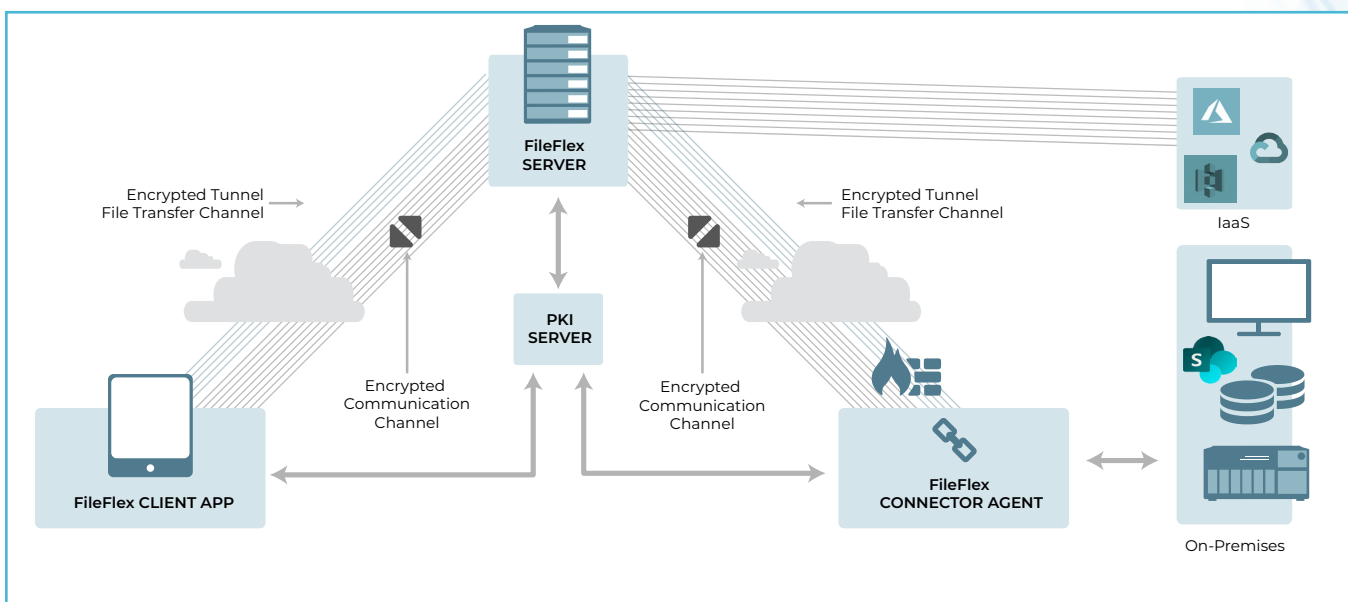 FileFlex
SERVER
Encrypted Tunnel
File Transfer Channel
Encrypted Tunnel
File Transfer Channel
IaaS
PKI
SERVER
Encrypted
Communication
Channel
Encrypted
Communication
Channel
S
FileFlex CLIENT APP
FileFlex
CONNECTOR AGENT
On-Premises